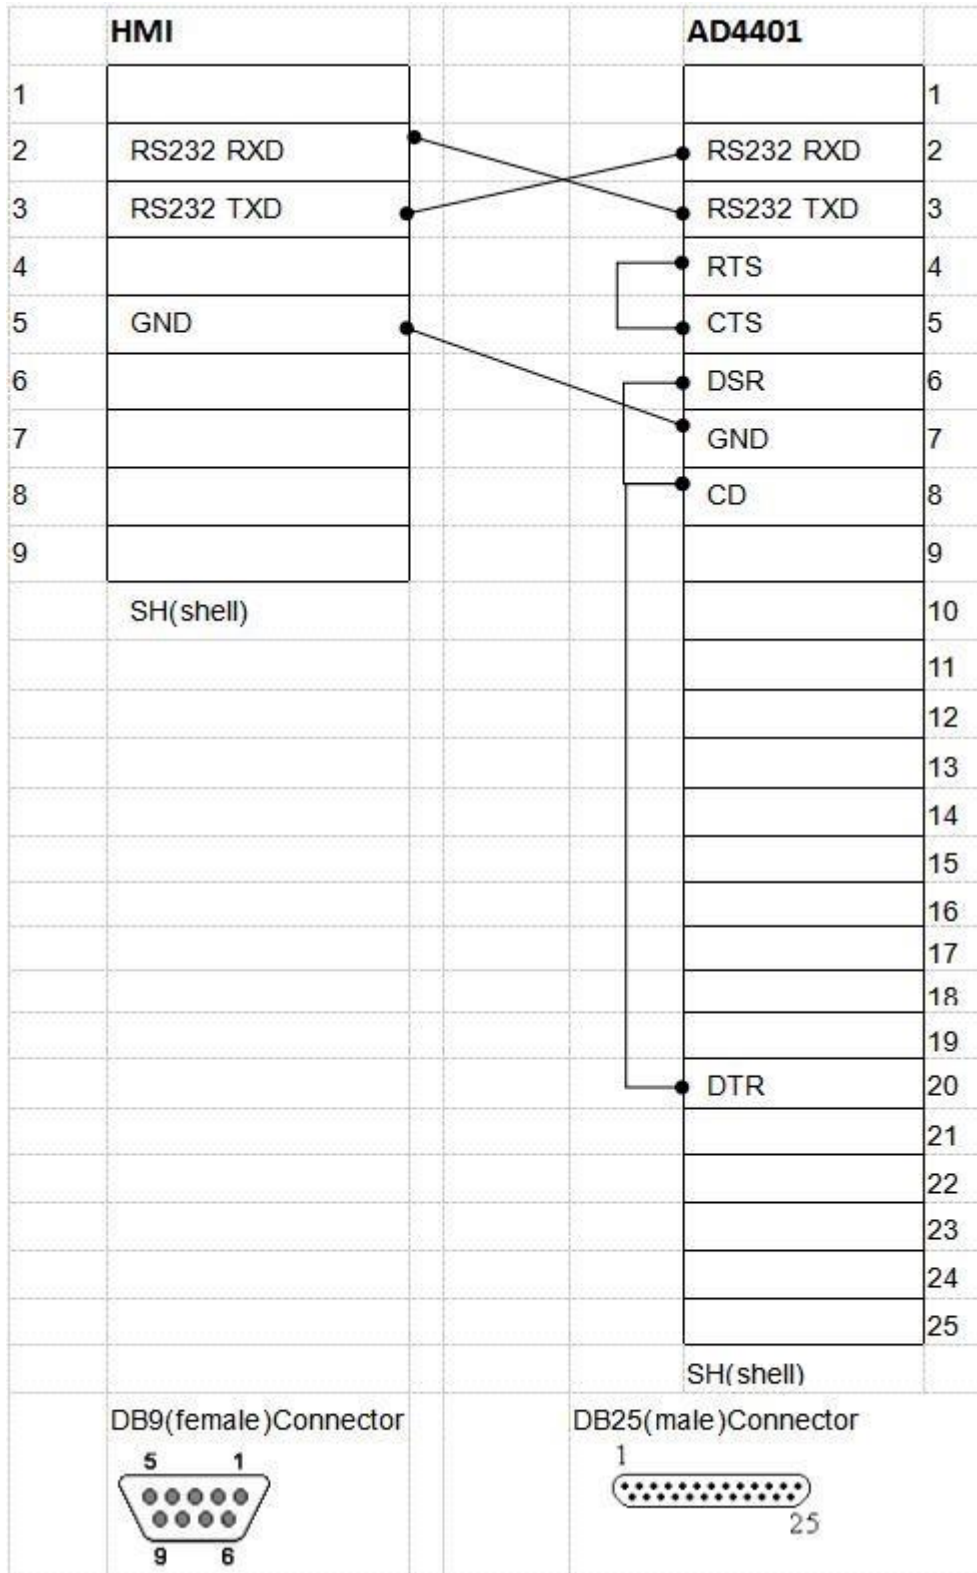 HMI AD4401
1 1
2 RS232 RXD RS232 RXD 2
3 RS232 TXD RS232 TXD 3
4 RTS 4
5 GND CTS 5
6 DSR 6
7 GND 7
8 CD 8
9 9
SH(shell) 10
11
12
13
14
15
16
17
18
19
DTR 20
21
22
23
24
25
SH(shell)
DB9(female)Connector DB25(male)Connector
5 1 1
25
9 6